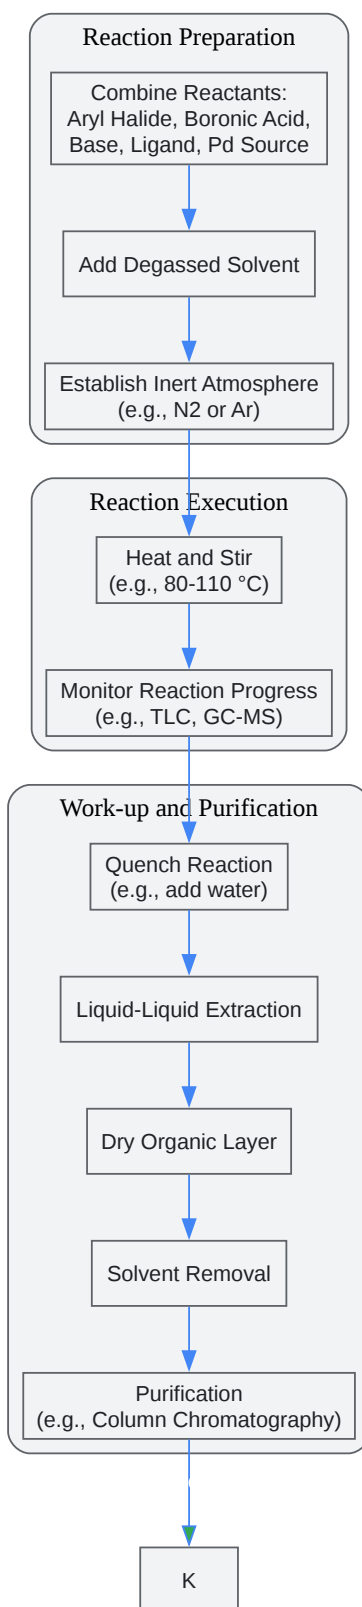 Reaction Preparation
Combine Reactants:
Aryl Halide, Boronic Acid,
Base, Ligand, Pd Source
Add Degassed Solvent
Establish Inert Atmosphere
(e.g., N2 or Ar)
Reaction Execution
Heat and Stir
(e.g., 80-110 °C)
Monitor Reaction Progress
(e.g., TLC, GC-MS)
Work-up and Purification
Quench Reaction
(e.g., add water)
Liquid-Liquid Extraction
Dry Organic Layer
Solvent Removal
Purification
(e.g., Column Chromatography)
K